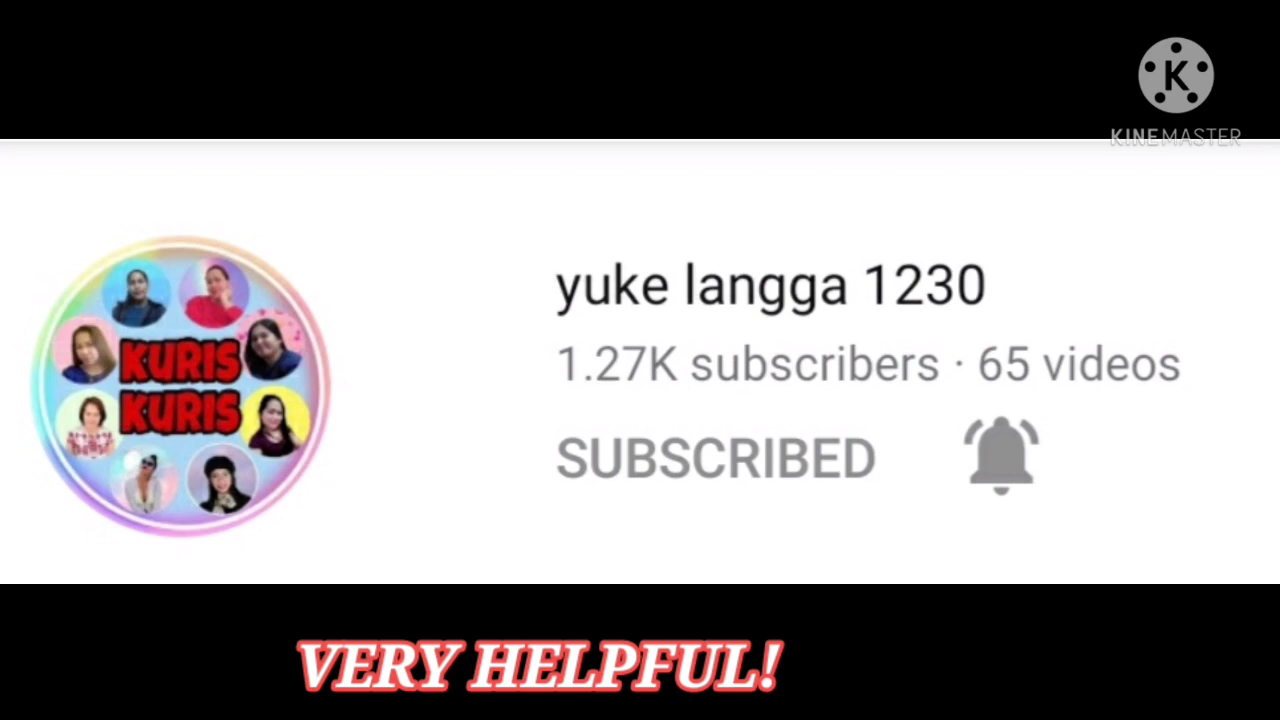 K
KINEMASTER
KURIS
KURIS
yuke langga 1230
1.27K subscribers · 65 videos
SUBSCRIBED
VERY HELPFUL!